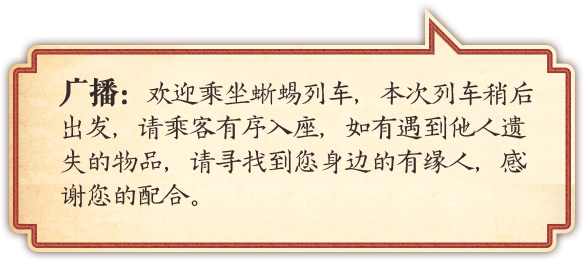 广播：欢迎乘坐蜥蜴列车，本次列车稍后
出发，请乘客有序入座，如有遇到他人遗
失的物品，请寻找到您身边的有缘人，感
谢您的配合。